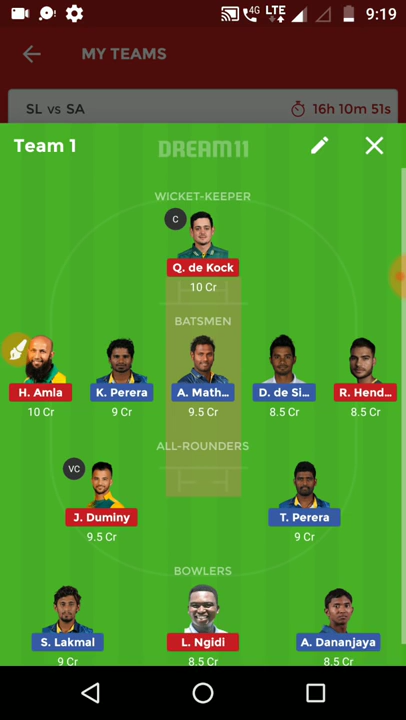 4G LTE 9:19
MY TEAMS
SL vs SA 16h 10m 51s
Team 1 DREAM11
WICKET-KEEPER
C
Q. de Kock
10 Cr
BATSMEN
H. Amla K. Perera A. Math... D. de Si... R. Hend...
10 Cr 9 Cr 9.5 Cr 8.5 Cr 8.5 Cr
ALL-ROUNDERS
VC
J. Duminy T. Perera
9.5 Cr 9 Cr
BOWLERS
S. Lakmal L. Ngidi A. Dananjaya
9 Cr 8.5 Cr 8.5 Cr